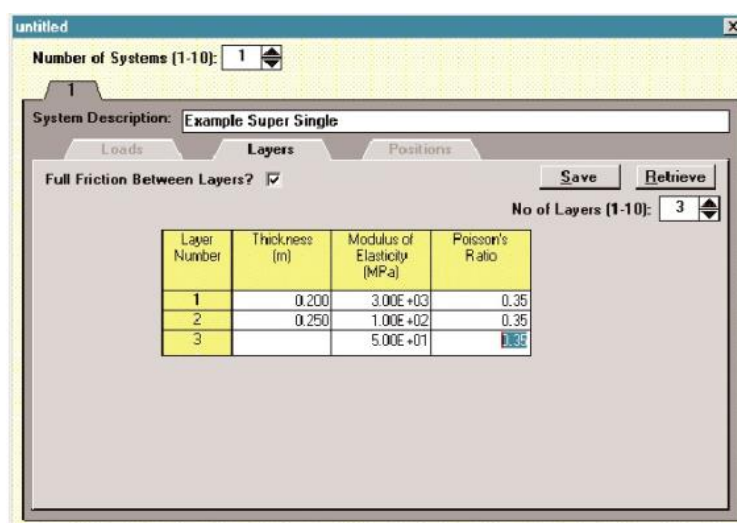 untitled
Number of Systems (1-10): 1
1
System Description: Example Super Single
Loads Layers Positions
Full Friction Between Layers? Save Retrieve
No of Layers (1-10): 3
Layer Number Thickness (m) Modulus of Elasticity (MPa) Poisson's Ratio
1 0.200 3.00E+03 0.35
2 0.250 1.00E+02 0.35
3 5.00E+01 0.35